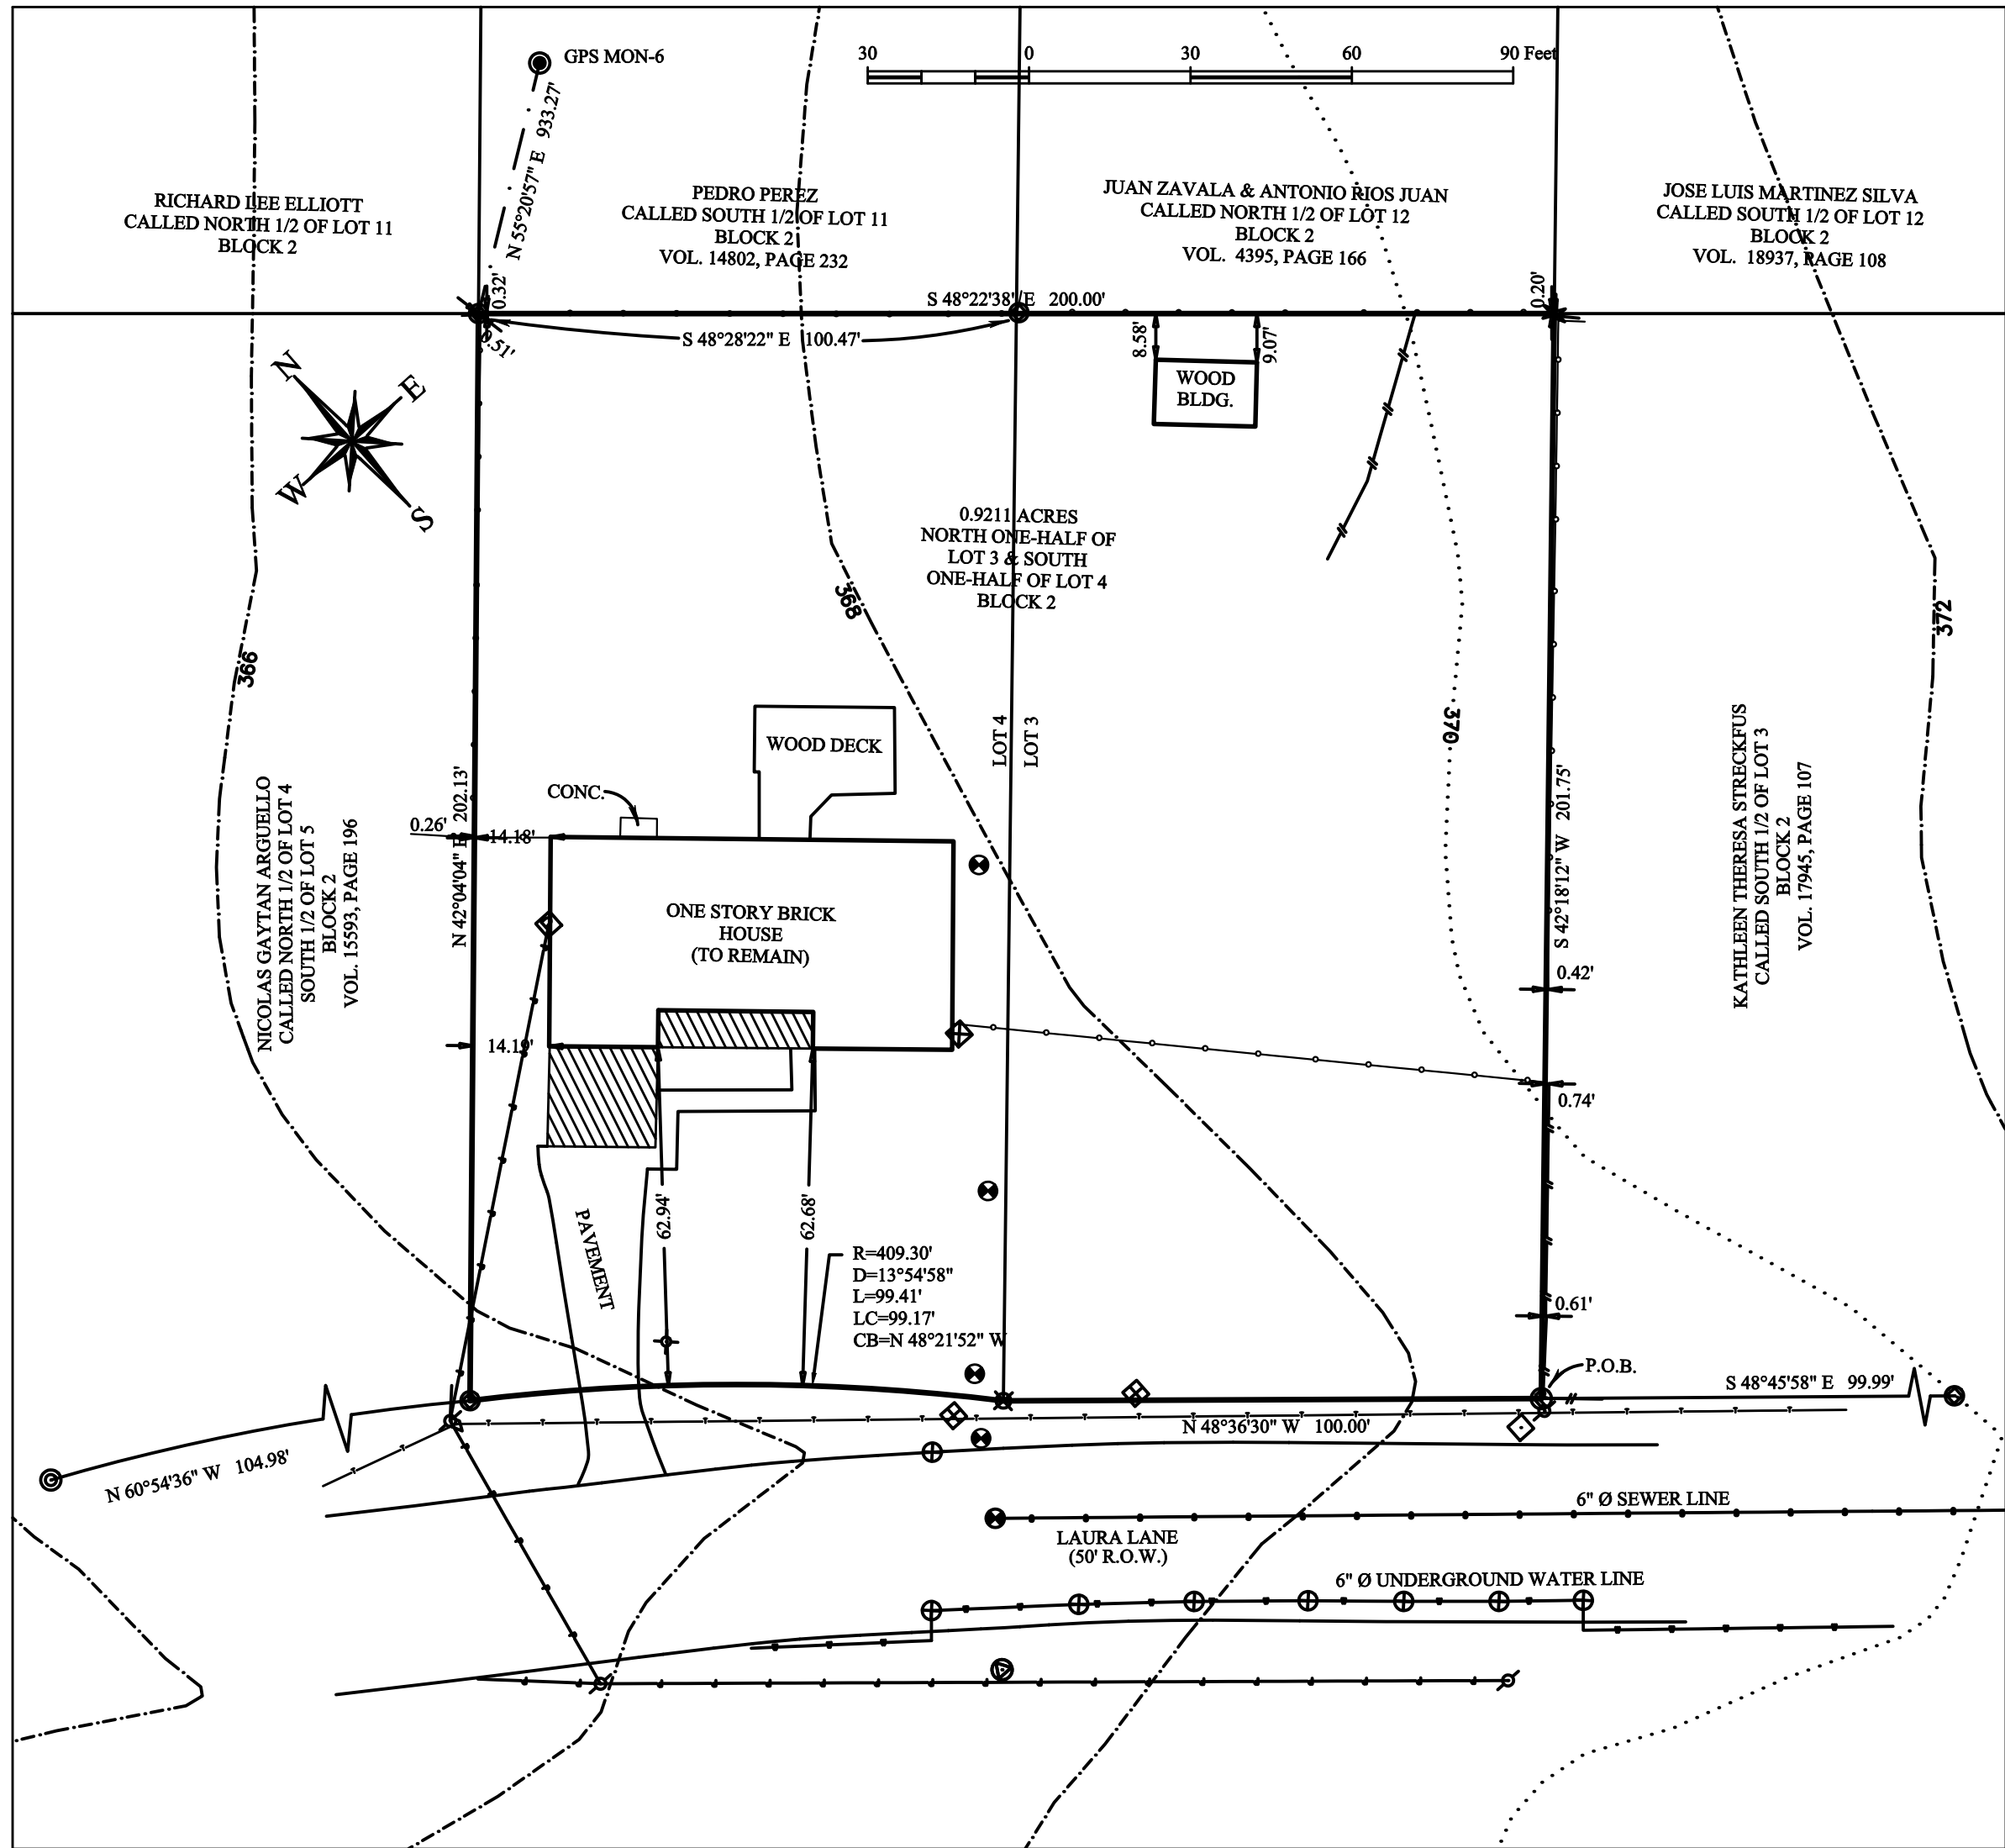 GPS MON-6
30 0 30 60 90 Feet
N 55°20'57" E 933.27'
RICHARD LEE ELLIOTT
CALLED NORTH 1/2 OF LOT 11
BLOCK 2
PEDRO PEREZ
CALLED SOUTH 1/2 OF LOT 11
BLOCK 2
VOL. 14802, PAGE 232
JUAN ZAVALA & ANTONIO RIOS JUAN
CALLED NORTH 1/2 OF LOT 12
BLOCK 2
VOL. 4395, PAGE 166
JOSE LUIS MARTINEZ SILVA
CALLED SOUTH 1/2 OF LOT 12
BLOCK 2
VOL. 18937, PAGE 108
0.32'
S 48°22'38" E 200.00'
0.20'
0.51'
S 48°28'22" E 100.47'
8.58'
9.07'
WOOD
BLDG.
N
E
W
S
0.9211 ACRES
NORTH ONE-HALF OF
LOT 3 & SOUTH
ONE-HALF OF LOT 4
BLOCK 2
366
368
370
372
LOT 4
LOT 3
WOOD DECK
CONC.
0.26'
14.18'
N 42°04'04" E 202.13'
S 42°18'12" W 201.75'
NICOLAS GAYTAN ARGUELLO
CALLED NORTH 1/2 OF LOT 4
SOUTH 1/2 OF LOT 5
BLOCK 2
VOL. 15593, PAGE 196
KATHLEEN THERESA STRECKFUS
CALLED SOUTH 1/2 OF LOT 3
BLOCK 2
VOL. 17945, PAGE 107
ONE STORY BRICK
HOUSE
(TO REMAIN)
0.42'
14.19'
0.74'
PAVEMENT
62.94'
62.68'
R=409.30'
D=13°54'58"
L=99.41'
LC=99.17'
CB=N 48°21'52" W
0.61'
P.O.B.
S 48°45'58" E 99.99'
N 48°36'30" W 100.00'
N 60°54'36" W 104.98'
6" Ø SEWER LINE
LAURA LANE
(50' R.O.W.)
6" Ø UNDERGROUND WATER LINE